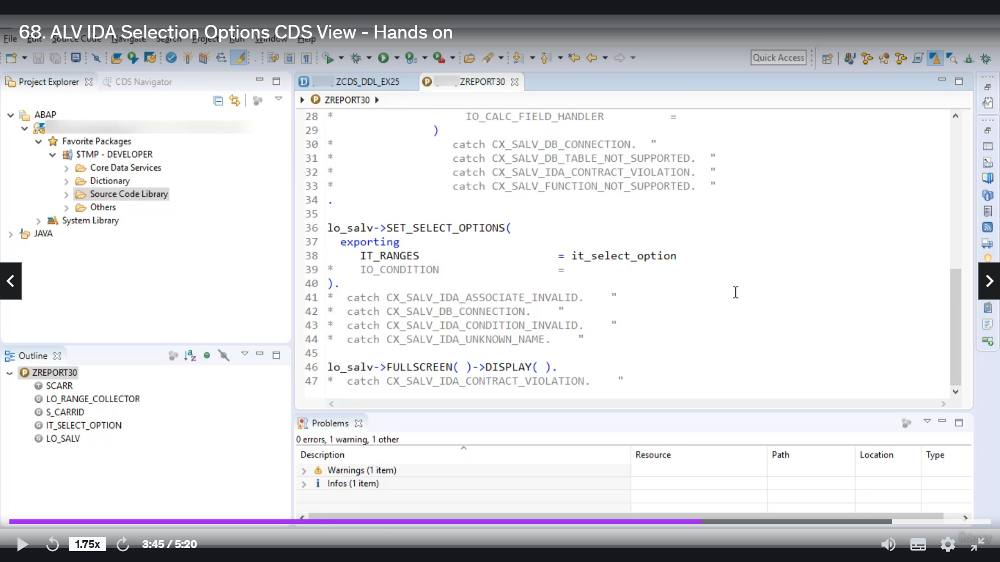 68. ALV IDA Selection Options CDS View - Hands on
File Edit Source Code Navigate Search Project Run Window Help
Quick Access
Project Explorer
CDS Navigator
ABAP
Favorite Packages
$TMP - DEVELOPER
Core Data Services
Dictionary
Source Code Library
Others
System Library
JAVA
ZCDS_DDL_EX25
ZREPORT30
ZREPORT30
28 * IO_CALC_FIELD_HANDLER =
29 )
30 * catch CX_SALV_DB_CONNECTION. "
31 * catch CX_SALV_DB_TABLE_NOT_SUPPORTED. "
32 * catch CX_SALV_IDA_CONTRACT_VIOLATION. "
33 * catch CX_SALV_FUNCTION_NOT_SUPPORTED. "
34 .
35
36 lo_salv->SET_SELECT_OPTIONS(
37 exporting
38 IT_RANGES = it_select_option
39 * IO_CONDITION =
40 ).
41 * catch CX_SALV_IDA_ASSOCIATE_INVALID. "
42 * catch CX_SALV_DB_CONNECTION. "
43 * catch CX_SALV_IDA_CONDITION_INVALID. "
44 * catch CX_SALV_IDA_UNKNOWN_NAME. "
45
46 lo_salv->FULLSCREEN( )->DISPLAY( ).
47 * catch CX_SALV_IDA_CONTRACT_VIOLATION. "
Outline
ZREPORT30
SCARR
LO_RANGE_COLLECTOR
S_CARRID
IT_SELECT_OPTION
LO_SALV
Problems
0 errors, 1 warning, 1 other
Description Resource Path Location Type
Warnings (1 item)
Infos (1 item)
1.75x
3:45 / 5:20
ûdemy